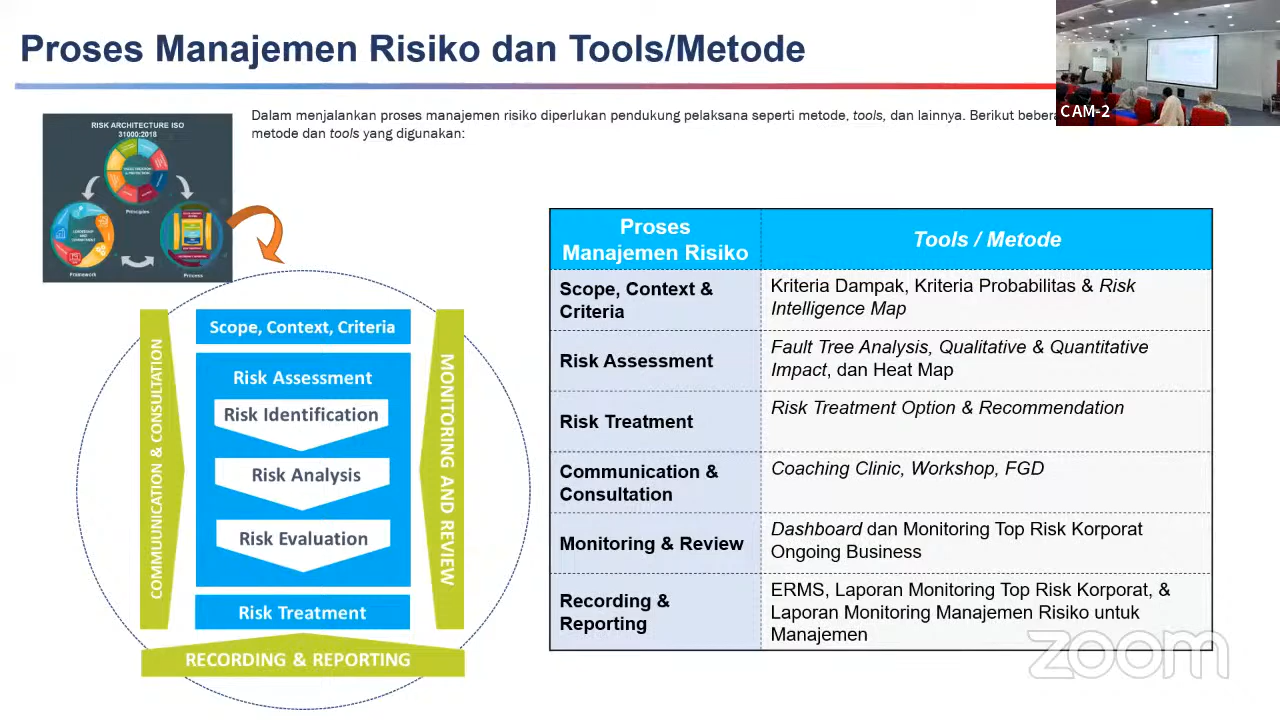 Proses Manajemen Risiko dan Tools/Metode
CAM-2
Dalam menjalankan proses manajemen risiko diperlukan pendukung pelaksana seperti metode, tools, dan lainnya. Berikut
metode dan tools yang digunakan:
RISK ARCHITECTURE ISO
31000:2018
Principles
LEADERSHIP
AND
COMMITMENT
Framework
Process
Scope, Context, Criteria
Risk Assessment
Risk Identification
Risk Analysis
Risk Evaluation
Risk Treatment
COMMUUNICATION & CONSULTATION
MONITORING AND REVIEW
RECORDING & REPORTING
Proses
Manajemen Risiko
Tools / Metode
Scope, Context &
Criteria
Kriteria Dampak, Kriteria Probabilitas & Risk
Intelligence Map
Risk Assessment
Fault Tree Analysis, Qualitative & Quantitative
Impact, dan Heat Map
Risk Treatment
Risk Treatment Option & Recommendation
Communication &
Consultation
Coaching Clinic, Workshop, FGD
Monitoring & Review
Dashboard dan Monitoring Top Risk Korporat
Ongoing Business
Recording &
Reporting
ERMS, Laporan Monitoring Top Risk Korporat, &
Laporan Monitoring Manajemen Risiko untuk
Manajemen
zoom